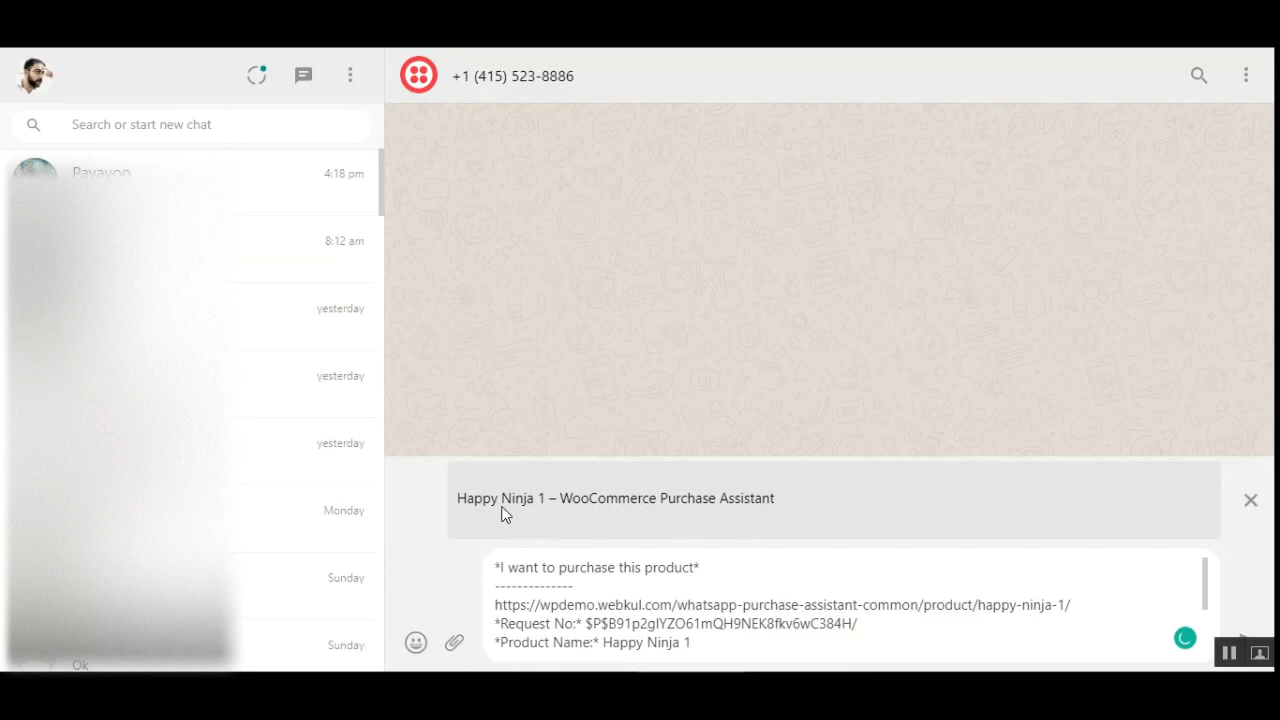 +1 (415) 523-8886
Search or start new chat
Pavayoo
4:18 pm
8:12 am
yesterday
yesterday
yesterday
Monday
Sunday
Sunday
Ok
Happy Ninja 1 – WooCommerce Purchase Assistant
*I want to purchase this product*
--------------
https://wpdemo.webkul.com/whatsapp-purchase-assistant-common/product/happy-ninja-1/
*Request No:* $P$B91p2gIYZO61mQH9NEK8fkv6wC384H/
*Product Name:* Happy Ninja 1